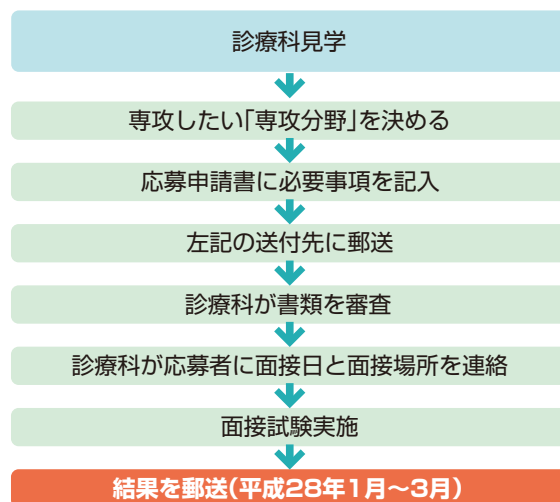 診療科見学
専攻したい｢専攻分野｣を決める
応募申請書に必要事項を記入
左記の送付先に郵送
診療科が書類を審査
診療科が応募者に面接日と面接場所を連絡
面接試験実施
結果を郵送(平成28年1月～3月)